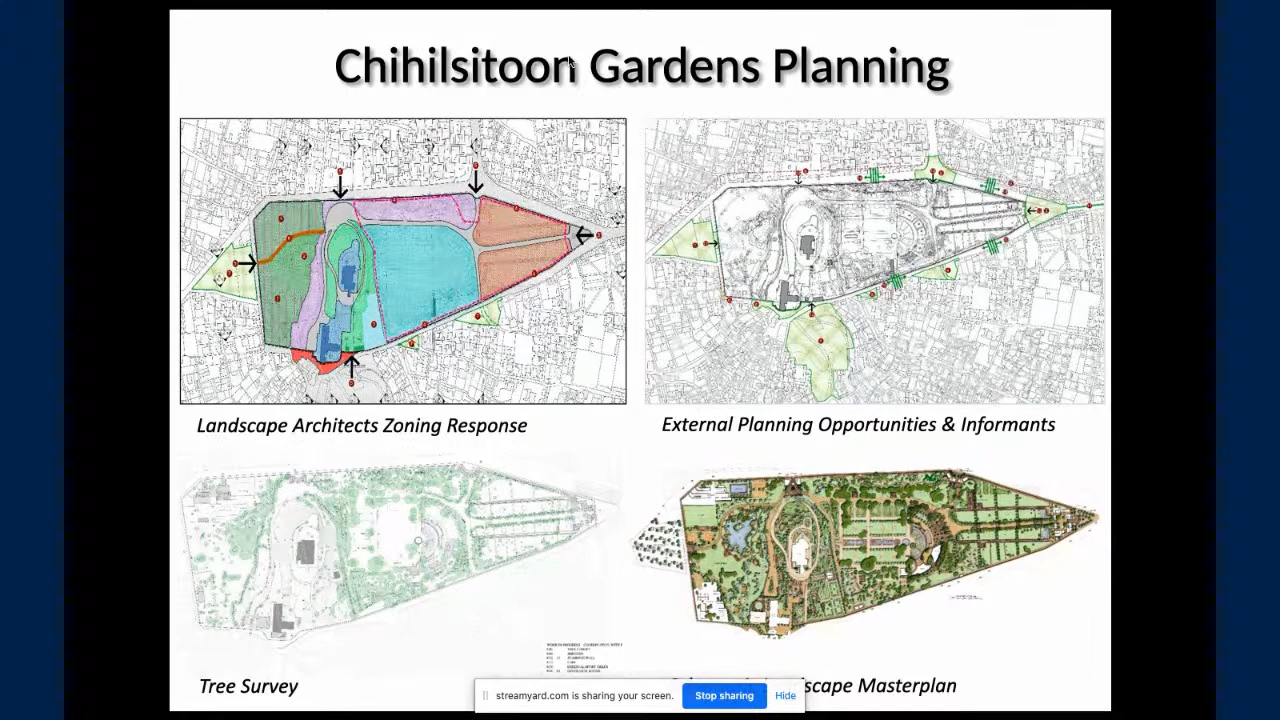 Chihilsitoon Gardens Planning
Landscape Architects Zoning Response
External Planning Opportunities & Informants
Tree Survey
scape Masterplan
streamyard.com is sharing your screen.
Stop sharing
Hide